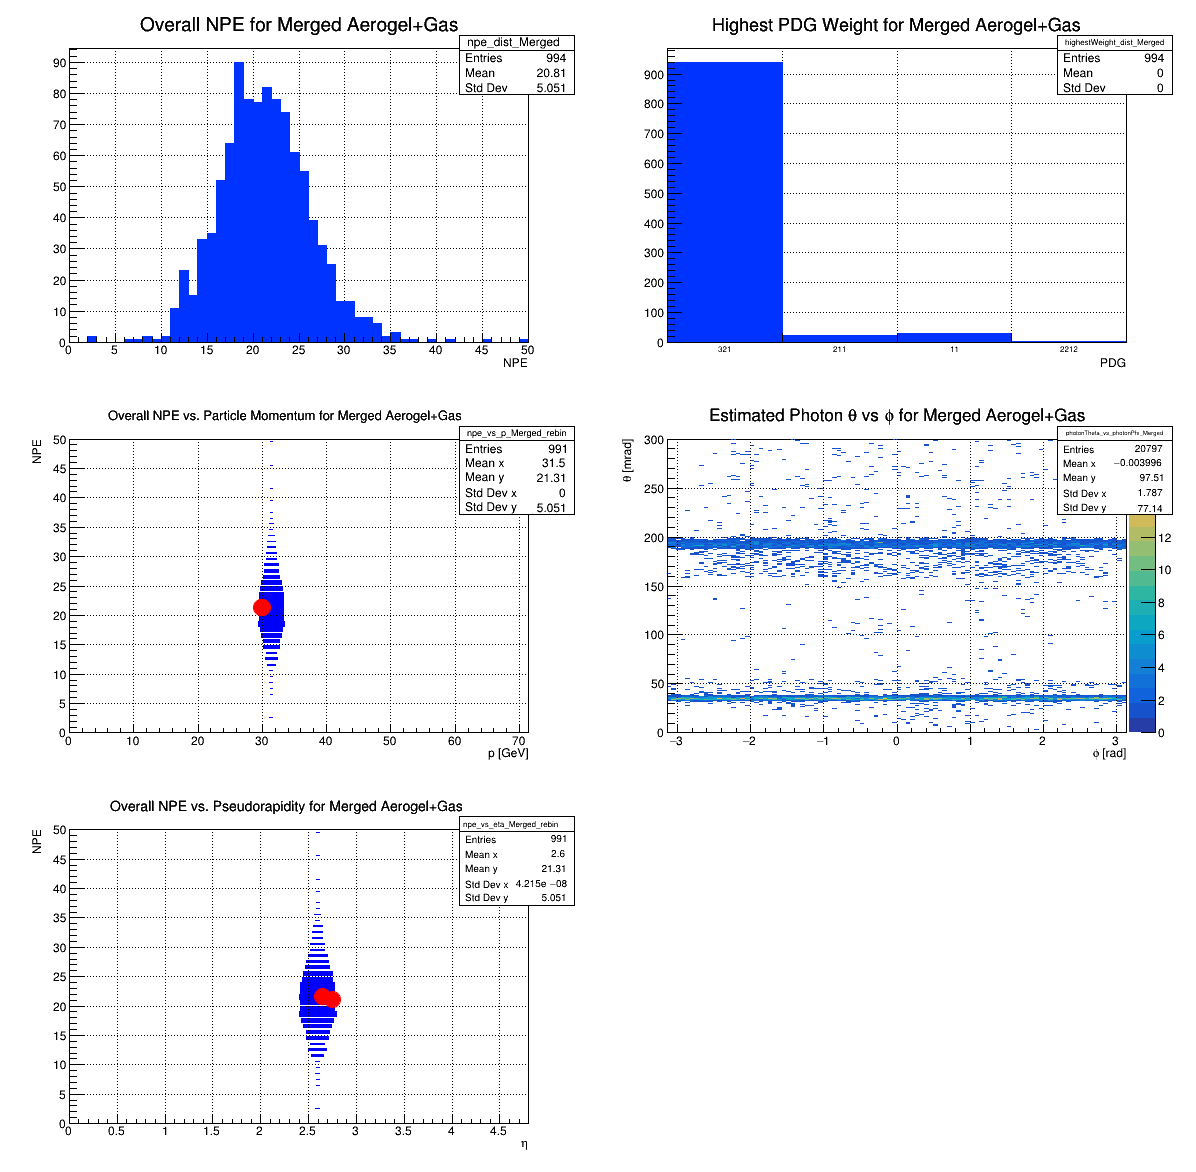 Overall NPE for Merged Aerogel+Gas
npe_dist_Merged
Entries 994
Mean 20.81
Std Dev 5.051
90
80
70
60
50
40
30
20
10
0
0 5 10 15 20 25 30 35 40 45 50
NPE
Highest PDG Weight for Merged Aerogel+Gas
highestWeight_dist_Merged
Entries 994
Mean 0
Std Dev 0
900
800
700
600
500
400
300
200
100
0
321 211 11 2212
PDG
Overall NPE vs. Particle Momentum for Merged Aerogel+Gas
npe_vs_p_Merged_rebin
Entries 991
Mean x 31.5
Mean y 21.31
Std Dev x 0
Std Dev y 5.051
NPE
50
45
40
35
30
25
20
15
10
5
0
0 10 20 30 40 50 60 70
p [GeV]
Estimated Photon θ vs ϕ for Merged Aerogel+Gas
photonTheta_vs_photonPhi_Merged
Entries 20797
Mean x −0.003996
Mean y 97.51
Std Dev x 1.787
Std Dev y 77.14
θ [mrad]
300
250
200
150
100
50
0
−3 −2 −1 0 1 2 3
ϕ [rad]
12
10
8
6
4
2
0
Overall NPE vs. Pseudorapidity for Merged Aerogel+Gas
npe_vs_eta_Merged_rebin
Entries 991
Mean x 2.6
Mean y 21.31
Std Dev x 4.215e −08
Std Dev y 5.051
NPE
50
45
40
35
30
25
20
15
10
5
0
0 0.5 1 1.5 2 2.5 3 3.5 4 4.5
η